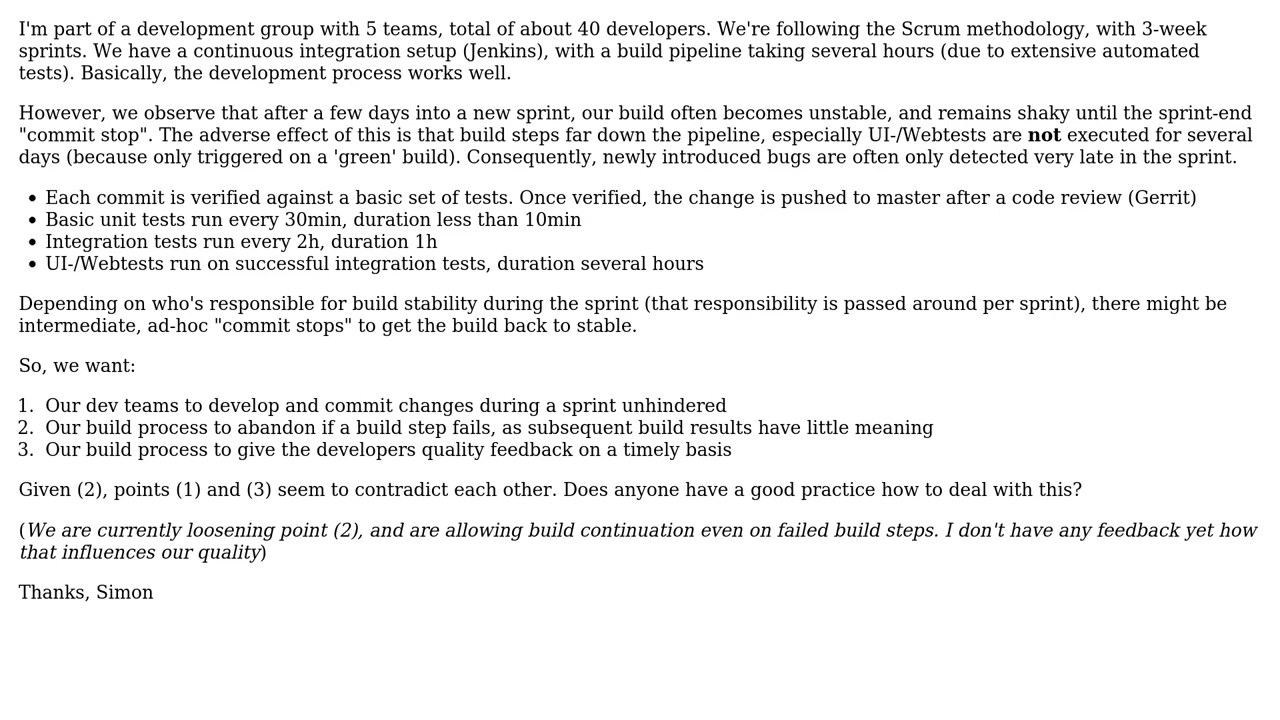 I'm part of a development group with 5 teams, total of about 40 developers. We're following the Scrum methodology, with 3-week
sprints. We have a continuous integration setup (Jenkins), with a build pipeline taking several hours (due to extensive automated
tests). Basically, the development process works well.
However, we observe that after a few days into a new sprint, our build often becomes unstable, and remains shaky until the sprint-end
"commit stop". The adverse effect of this is that build steps far down the pipeline, especially UI-/Webtests are not executed for several
days (because only triggered on a 'green' build). Consequently, newly introduced bugs are often only detected very late in the sprint.
• Each commit is verified against a basic set of tests. Once verified, the change is pushed to master after a code review (Gerrit)
• Basic unit tests run every 30min, duration less than 10min
• Integration tests run every 2h, duration 1h
• UI-/Webtests run on successful integration tests, duration several hours
Depending on who's responsible for build stability during the sprint (that responsibility is passed around per sprint), there might be
intermediate, ad-hoc "commit stops" to get the build back to stable.
So, we want:
1. Our dev teams to develop and commit changes during a sprint unhindered
2. Our build process to abandon if a build step fails, as subsequent build results have little meaning
3. Our build process to give the developers quality feedback on a timely basis
Given (2), points (1) and (3) seem to contradict each other. Does anyone have a good practice how to deal with this?
(We are currently loosening point (2), and are allowing build continuation even on failed build steps. I don't have any feedback yet how
that influences our quality)
Thanks, Simon